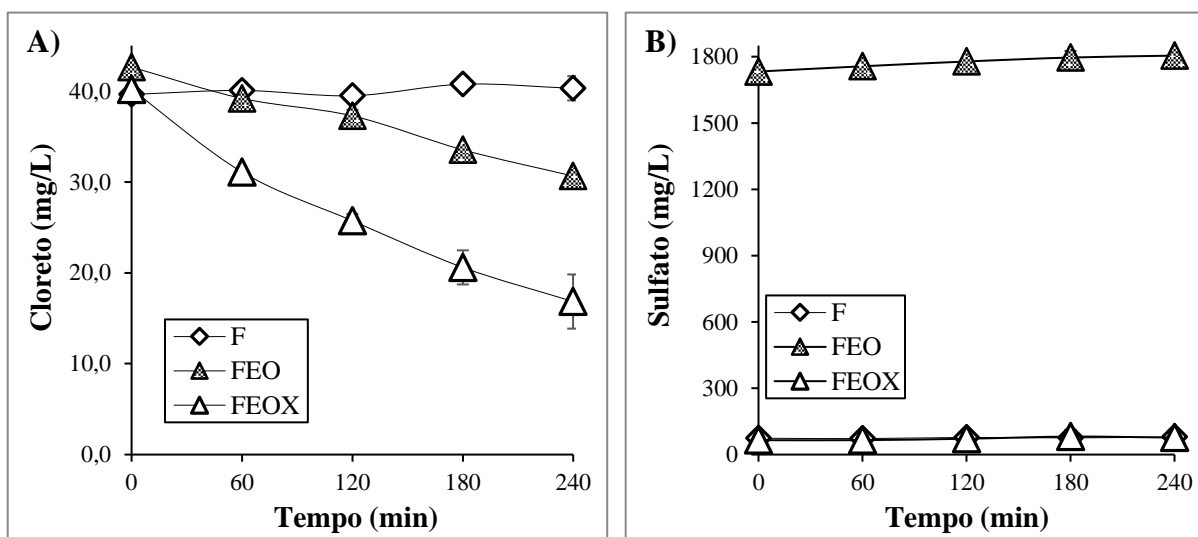 A)
Cloreto (mg/L)
40,0
30,0
20,0
10,0
0,0
F
FEO
FEOX
0 60 120 180 240
Tempo (min)
B)
Sulfato (mg/L)
1800
1500
1200
900
600
300
0
F
FEO
FEOX
0 60 120 180 240
Tempo (min)